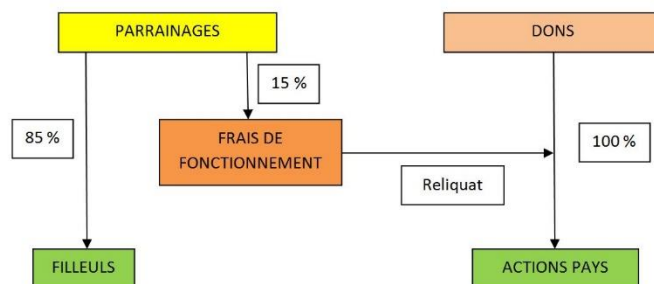 PARRAINAGES
DONS
15 %
85 %
FRAIS DE
FONCTIONNEMENT
100 %
Reliquat
FILLEULS
ACTIONS PAYS